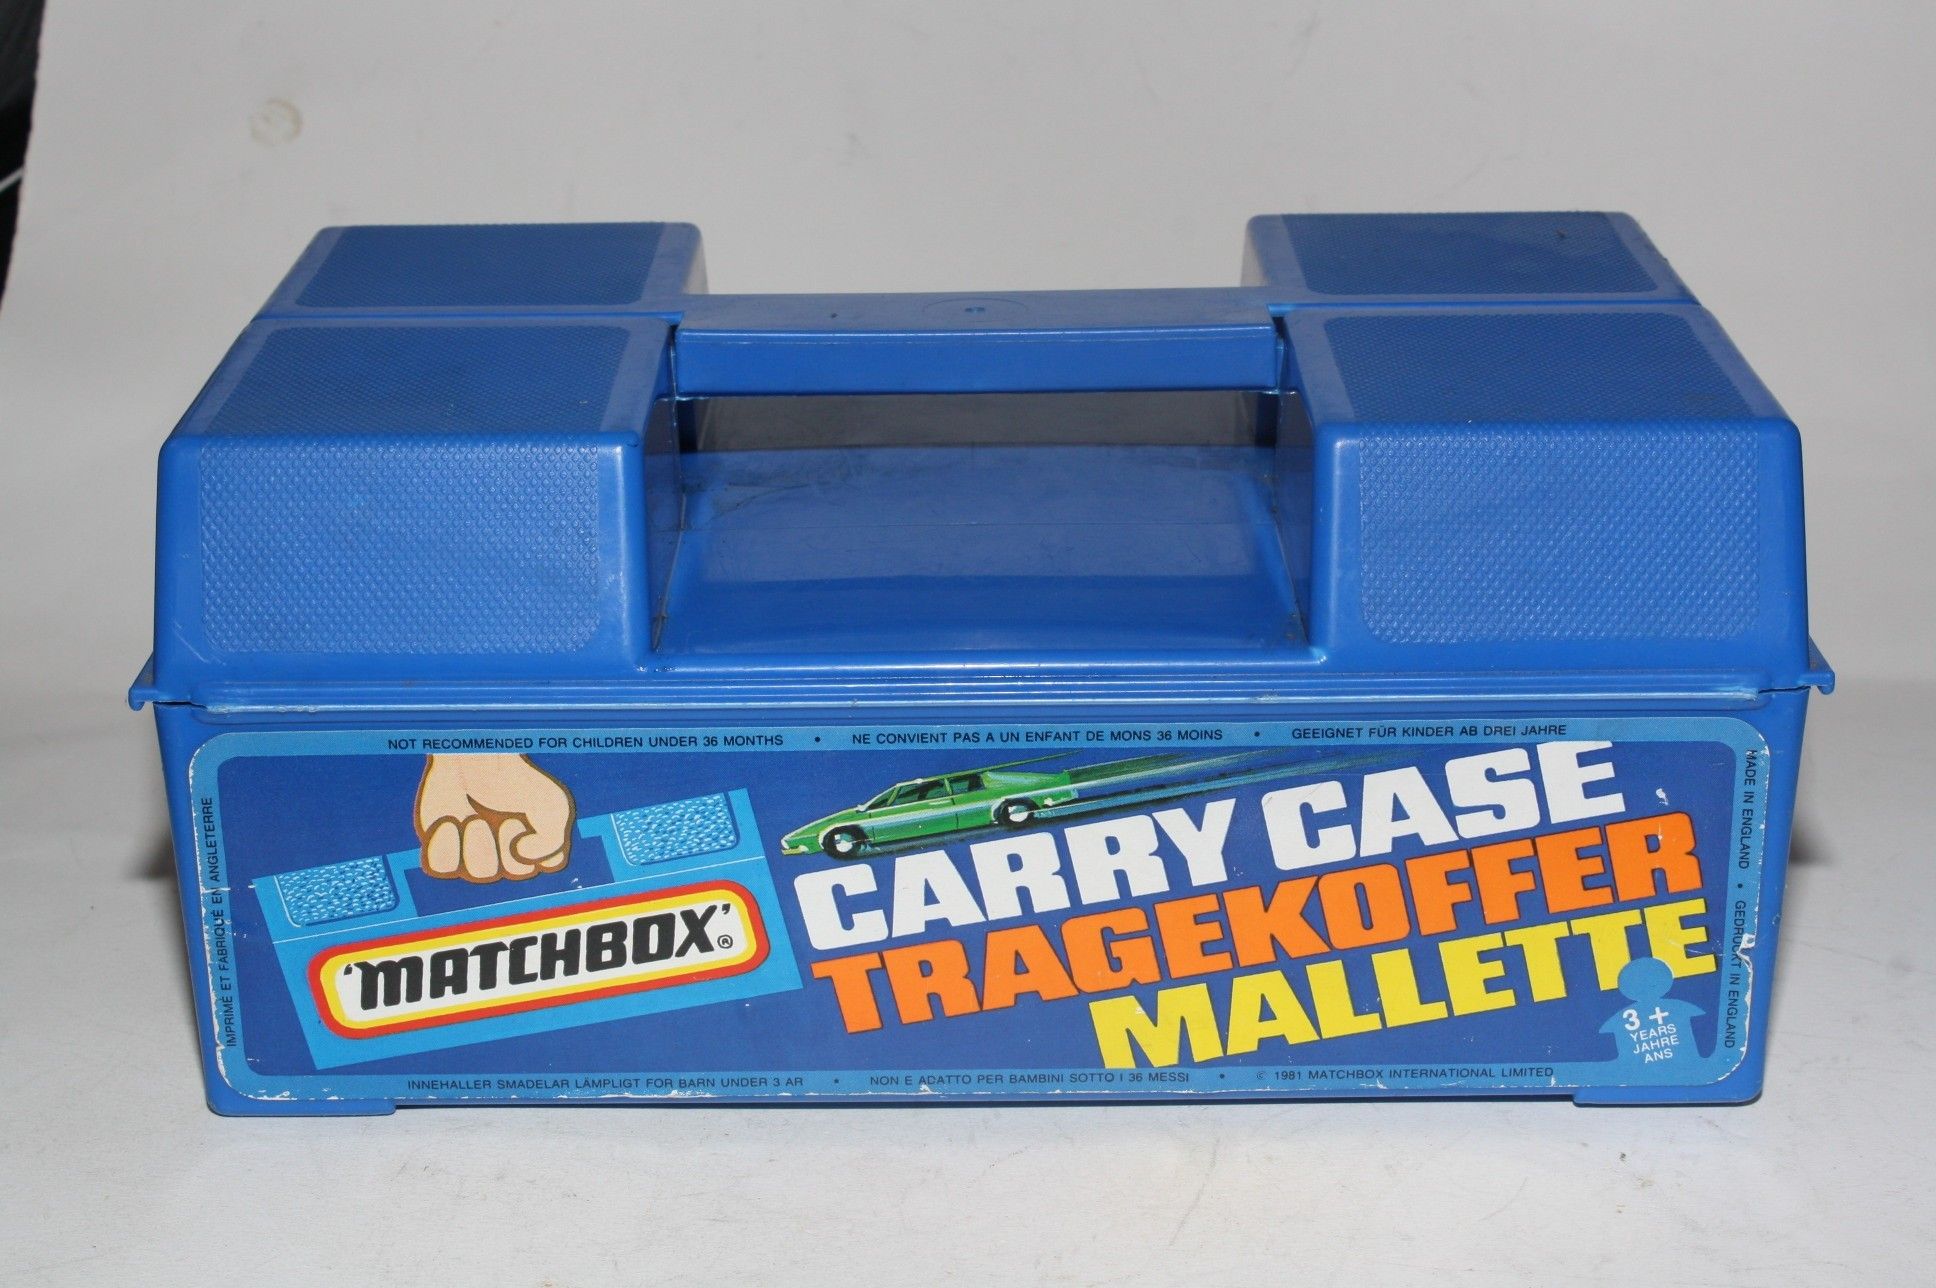 NOT RECOMMENDED FOR CHILDREN UNDER 36 MONTHS • NE CONVIENT PAS A UN ENFANT DE MONS 36 MOINS • GEEIGNET FÜR KINDER AB DREI JAHRE
IMPRIMÉ ET FABRIQUÉ EN ANGLETERRE
'MATCHBOX'®
CARRY CASE
TRAGEKOFFER
MALLETTE
3 +
YEARS
JAHRE
ANS
MADE IN ENGLAND • GEDRUCKT IN ENGLAND
INNEHALLER SMADELAR LÄMPLIGT FOR BARN UNDER 3 AR • NON E ADATTO PER BAMBINI SOTTO I 36 MESSI • © 1981 MATCHBOX INTERNATIONAL LIMITED